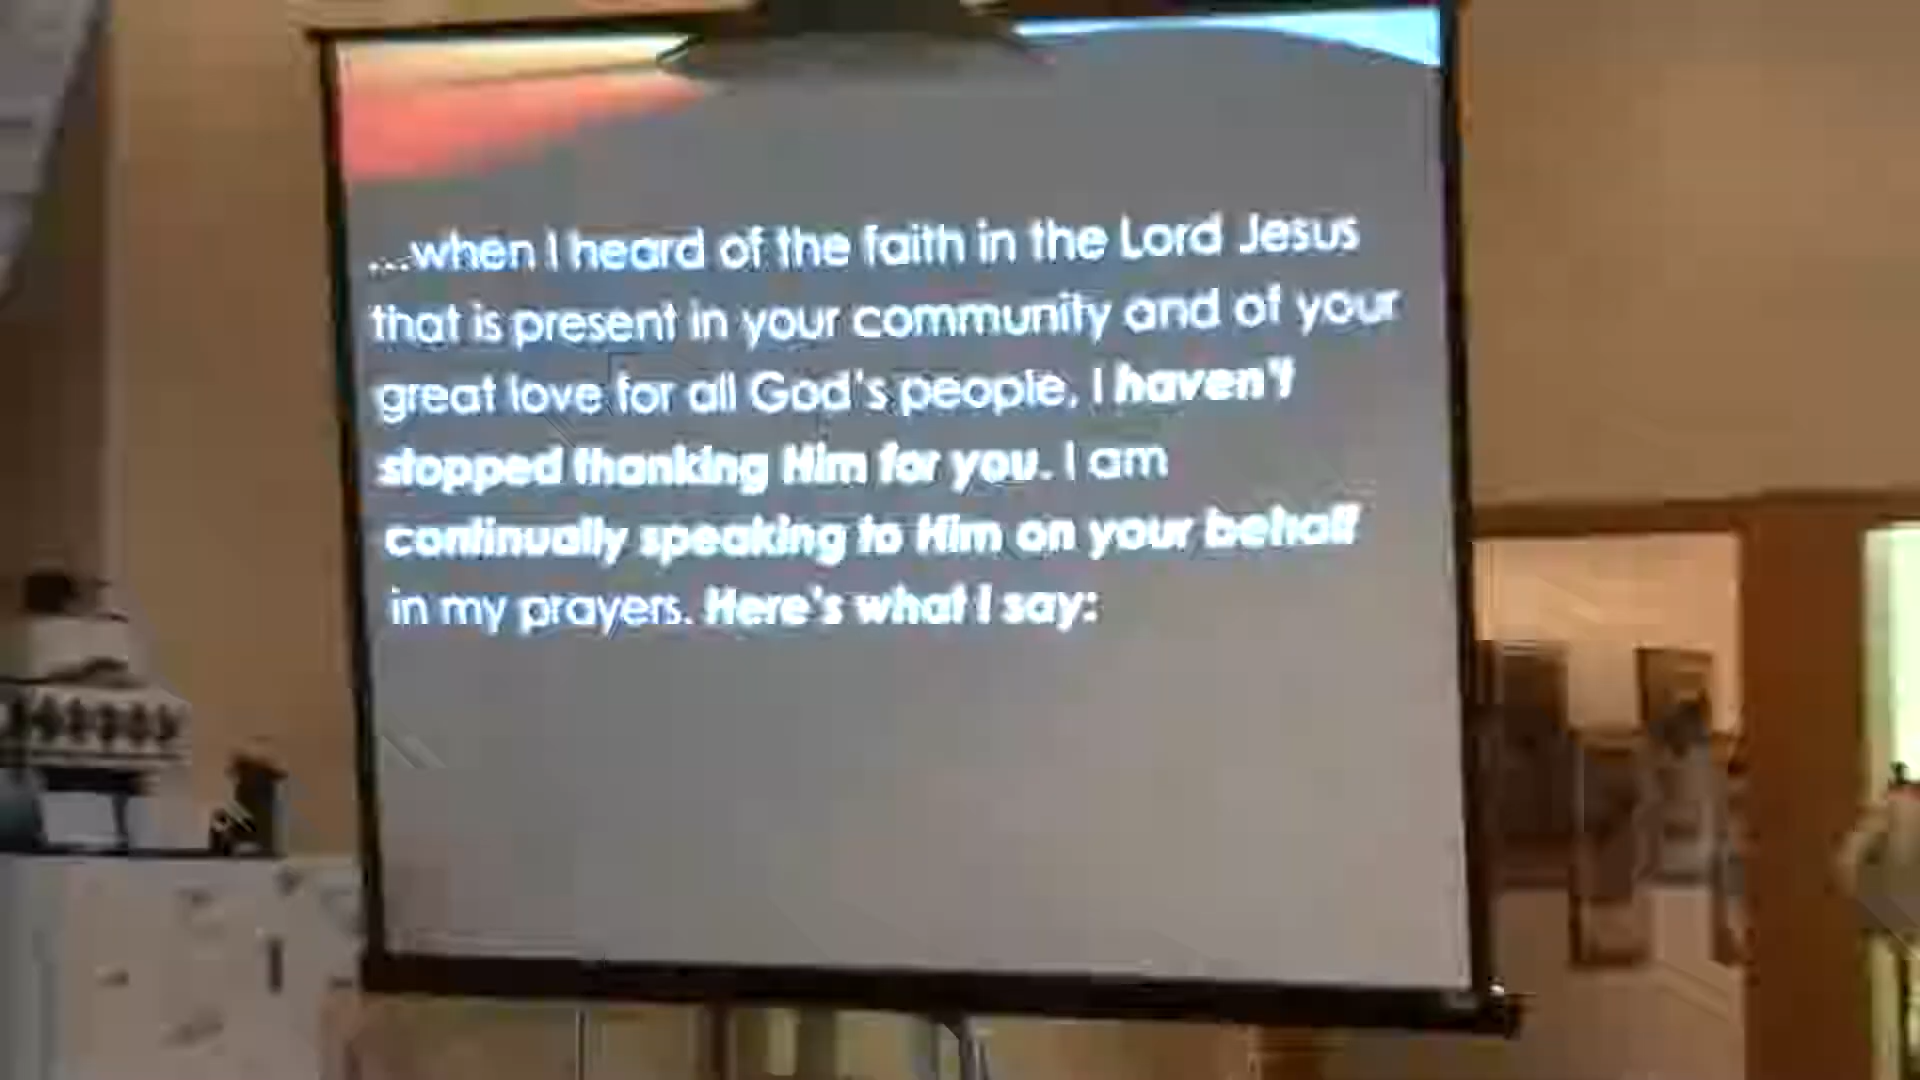 ...when I heard of the faith in the Lord Jesus
that is present in your community and of your
great love for all God's people, I haven't
stopped thanking Him for you. I am
continually speaking to Him on your behalf
in my prayers. Here's what I say: